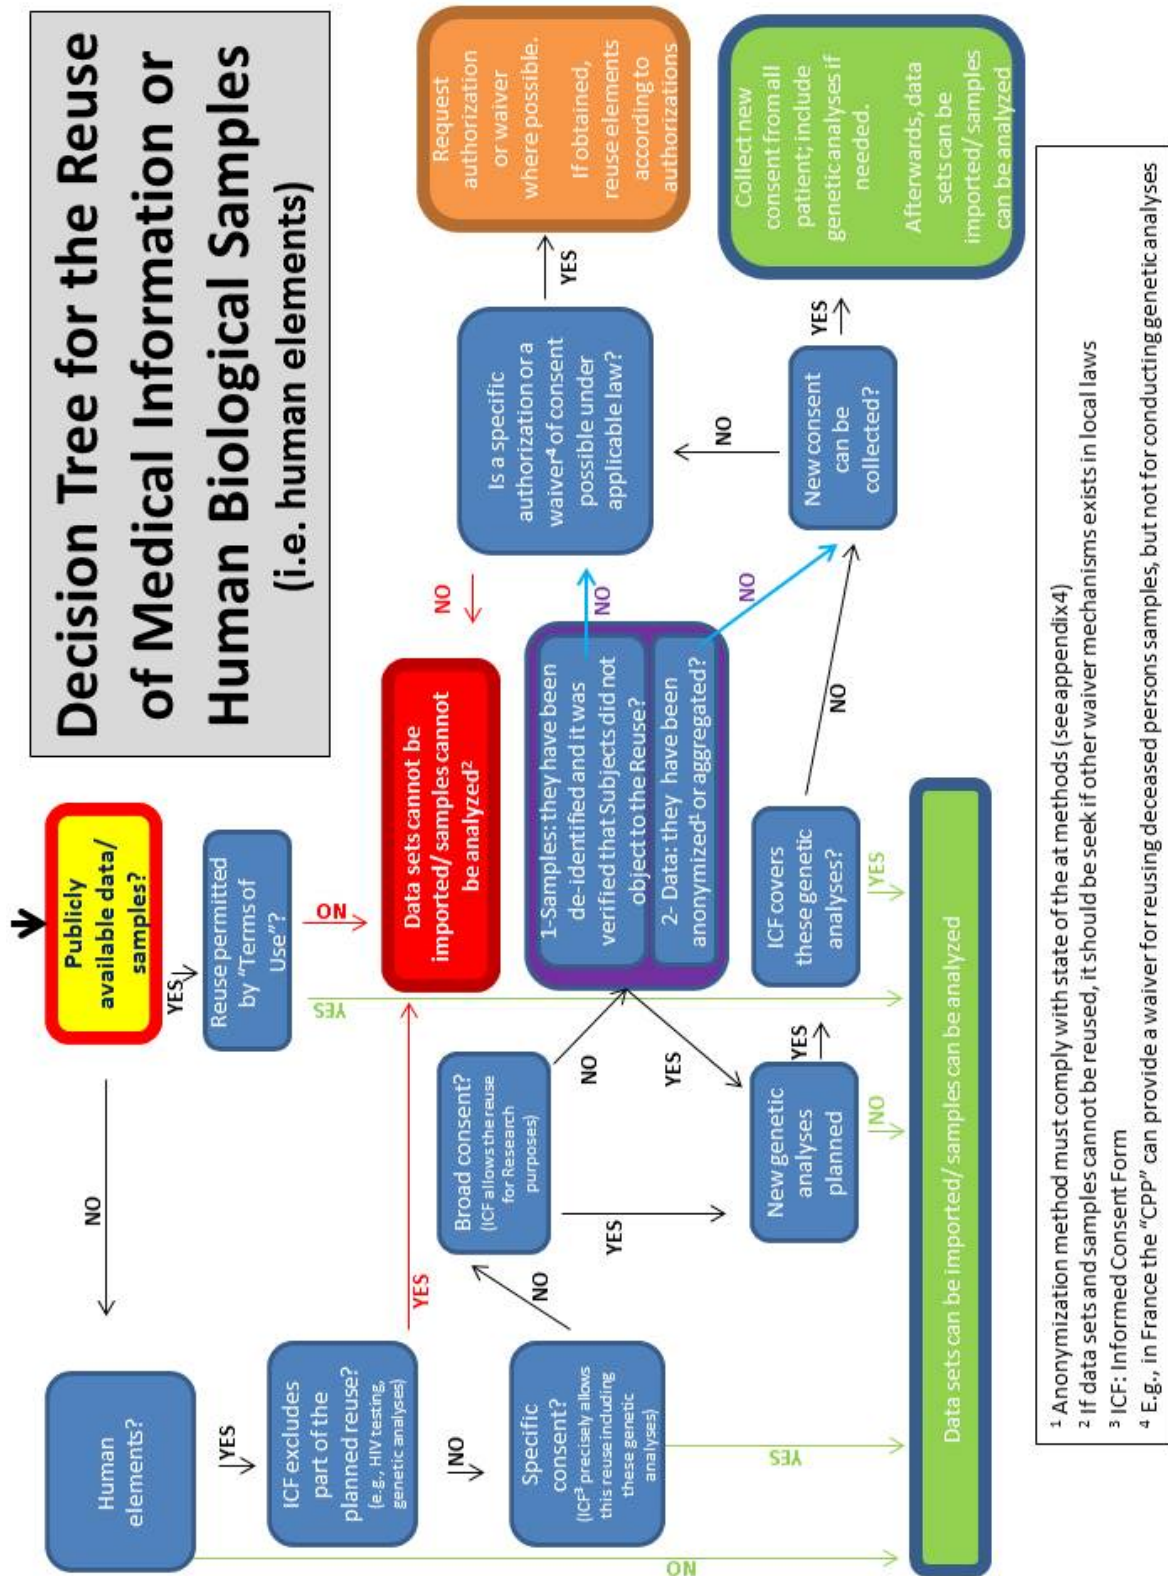 Decision Tree for the Reuse
of Medical Information or
Human Biological Samples
(i.e. human elements)
Publicly
available data/
samples?
NO
YES
Human
elements?
Reuse permitted
by "Terms of
Use"?
YES
NO
YES
NO
ICF excludes
part of the
planned reuse?
(e.g., HIV testing,
genetic analyses)
YES
NO
Data sets cannot be
imported/ samples cannot
be analyzed²
NO
Is a specific
authorization or a
waiver⁴ of consent
possible under
applicable law?
YES
Request
authorization
or waiver
where possible.
If obtained,
reuse elements
according to
authorizations
Specific
consent?
(ICF³ precisely allows
this reuse including
these genetic
analyses)
NO
YES
Broad consent?
(ICF allows the reuse
for Research
purposes)
NO
YES
1-Samples: they have been
de-identified and it was
verified that Subjects did not
object to the Reuse?
2- Data: they have been
anonymized¹ or aggregated?
NO
NO
YES
NO
New genetic
analyses
planned
YES
NO
ICF covers
these genetic
analyses?
NO
YES
New consent
can be
collected?
YES
Collect new
consent from all
patient; include
genetic analyses if
needed.
Afterwards, data
sets can be
imported/ samples
can be analyzed
Data sets can be imported/ samples can be analyzed
¹ Anonymization method must comply with state of the at methods (see appendix 4)
² If data sets and samples cannot be reused, it should be seek if other waiver mechanisms exists in local laws
³ ICF: Informed Consent Form
⁴ E.g., in France the "CPP" can provide a waiver for reusing deceased persons samples, but not for conducting genetic analyses